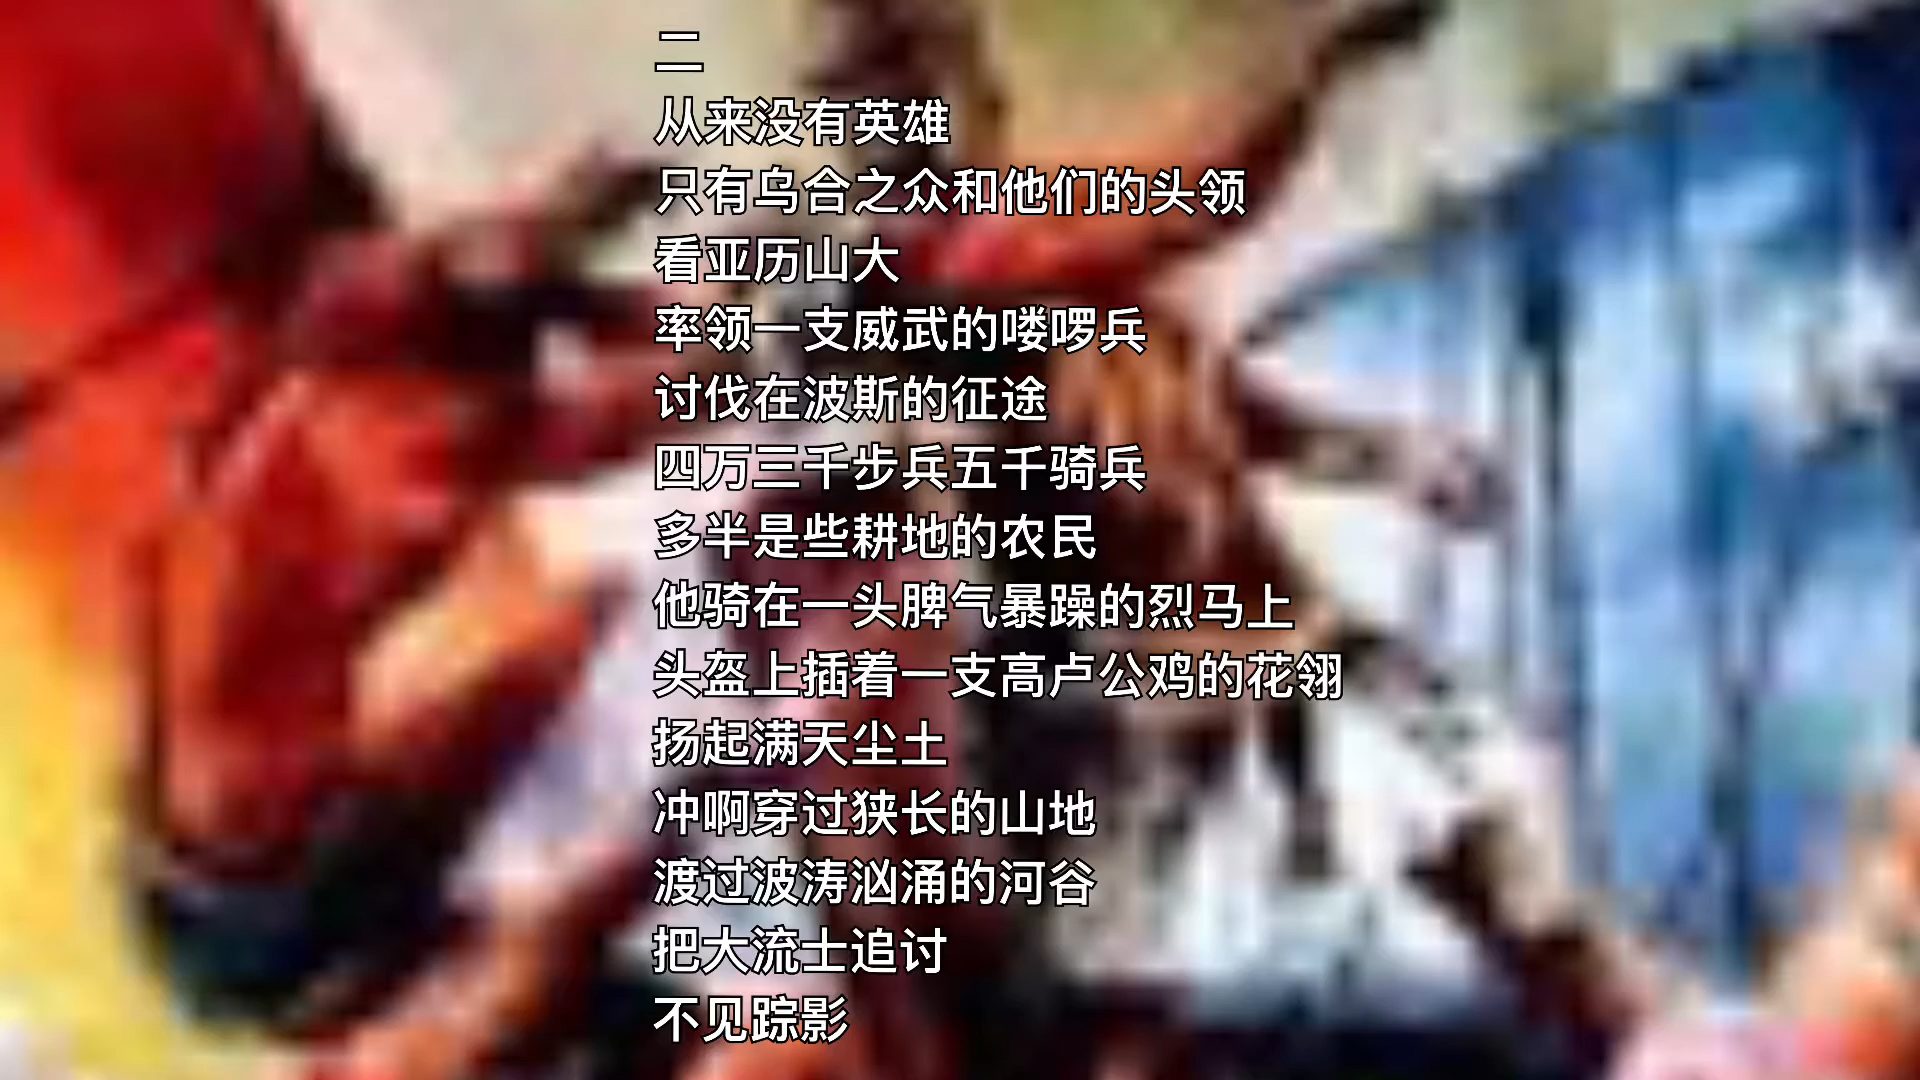 二
从来没有英雄
只有乌合之众和他们的头领
看亚历山大
率领一支威武的喽啰兵
讨伐在波斯的征途
四万三千步兵五千骑兵
多半是些耕地的农民
他骑在一头脾气暴躁的烈马上
头盔上插着一支高卢公鸡的花翎
扬起满天尘土
冲啊穿过狭长的山地
渡过波涛汹涌的河谷
把大流士追讨
不见踪影